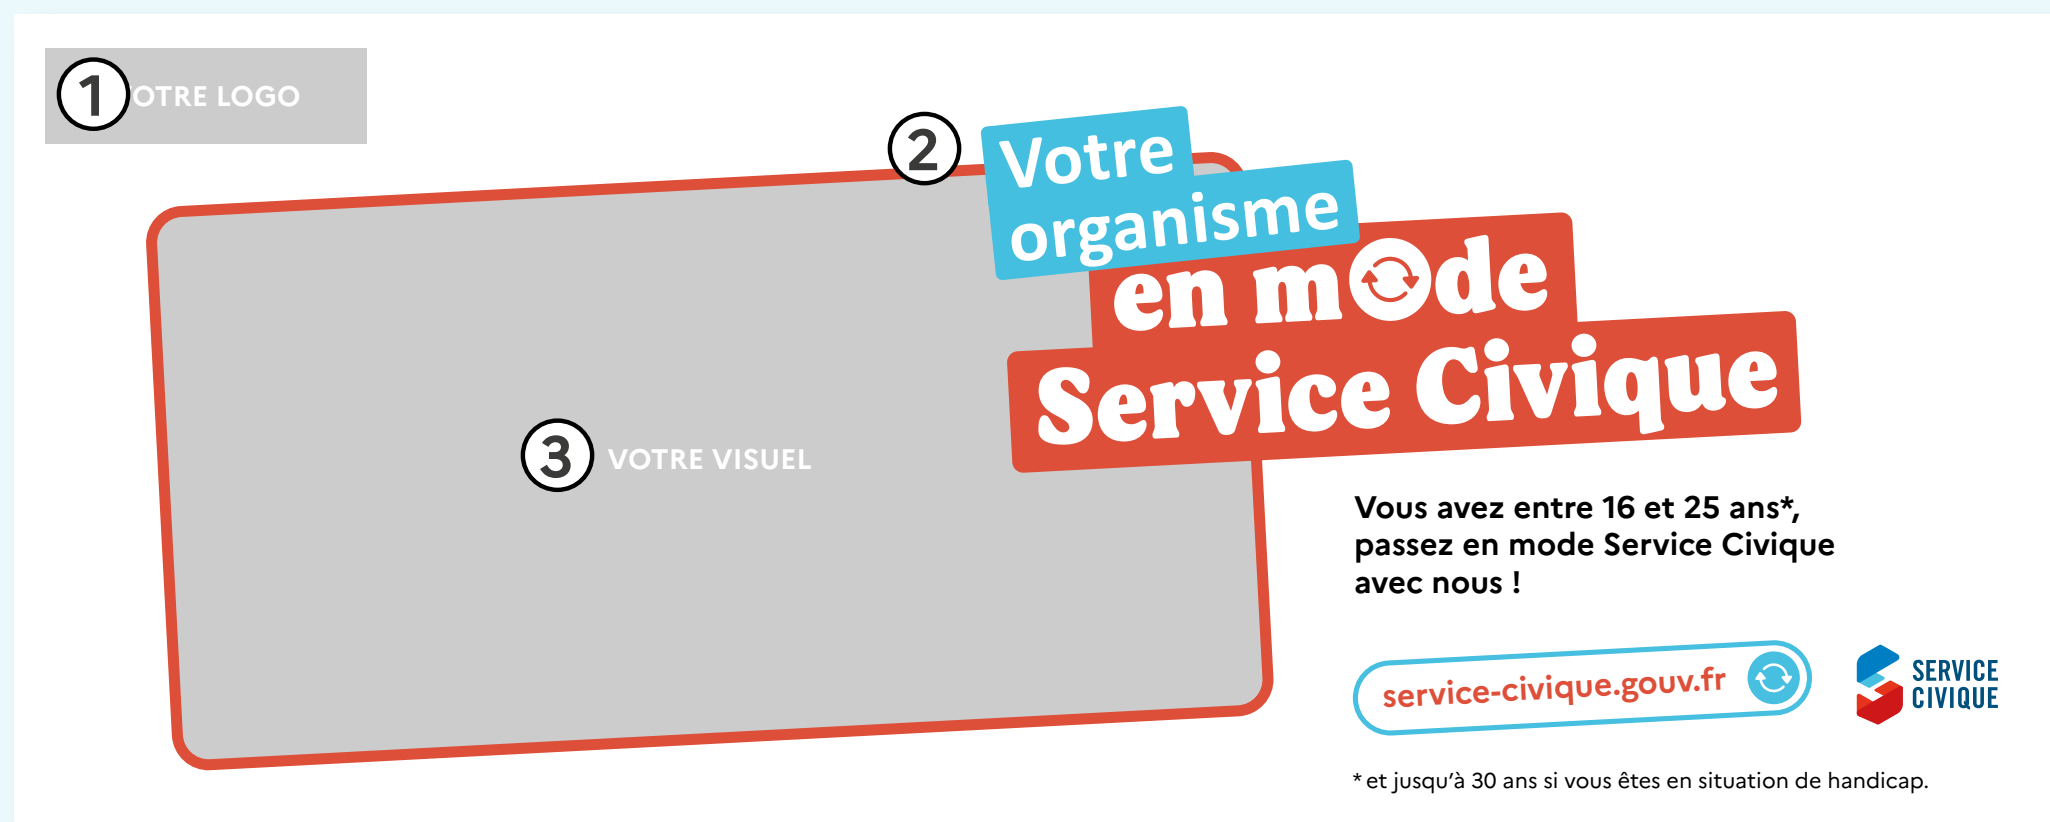 1 OTRE LOGO
2
Votre
organisme
en mode
Service Civique
3 VOTRE VISUEL
Vous avez entre 16 et 25 ans*,
passez en mode Service Civique
avec nous !
service-civique.gouv.fr
SERVICE
CIVIQUE
* et jusqu’à 30 ans si vous êtes en situation de handicap.